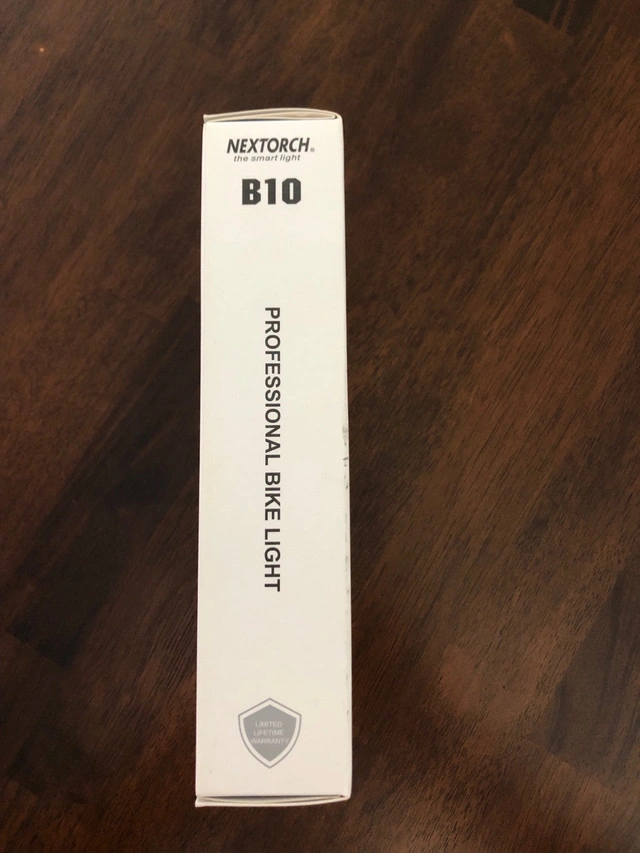 NEXTORCH®
the smart light
B10
PROFESSIONAL BIKE LIGHT
LIMITED
LIFETIME
WARRANTY